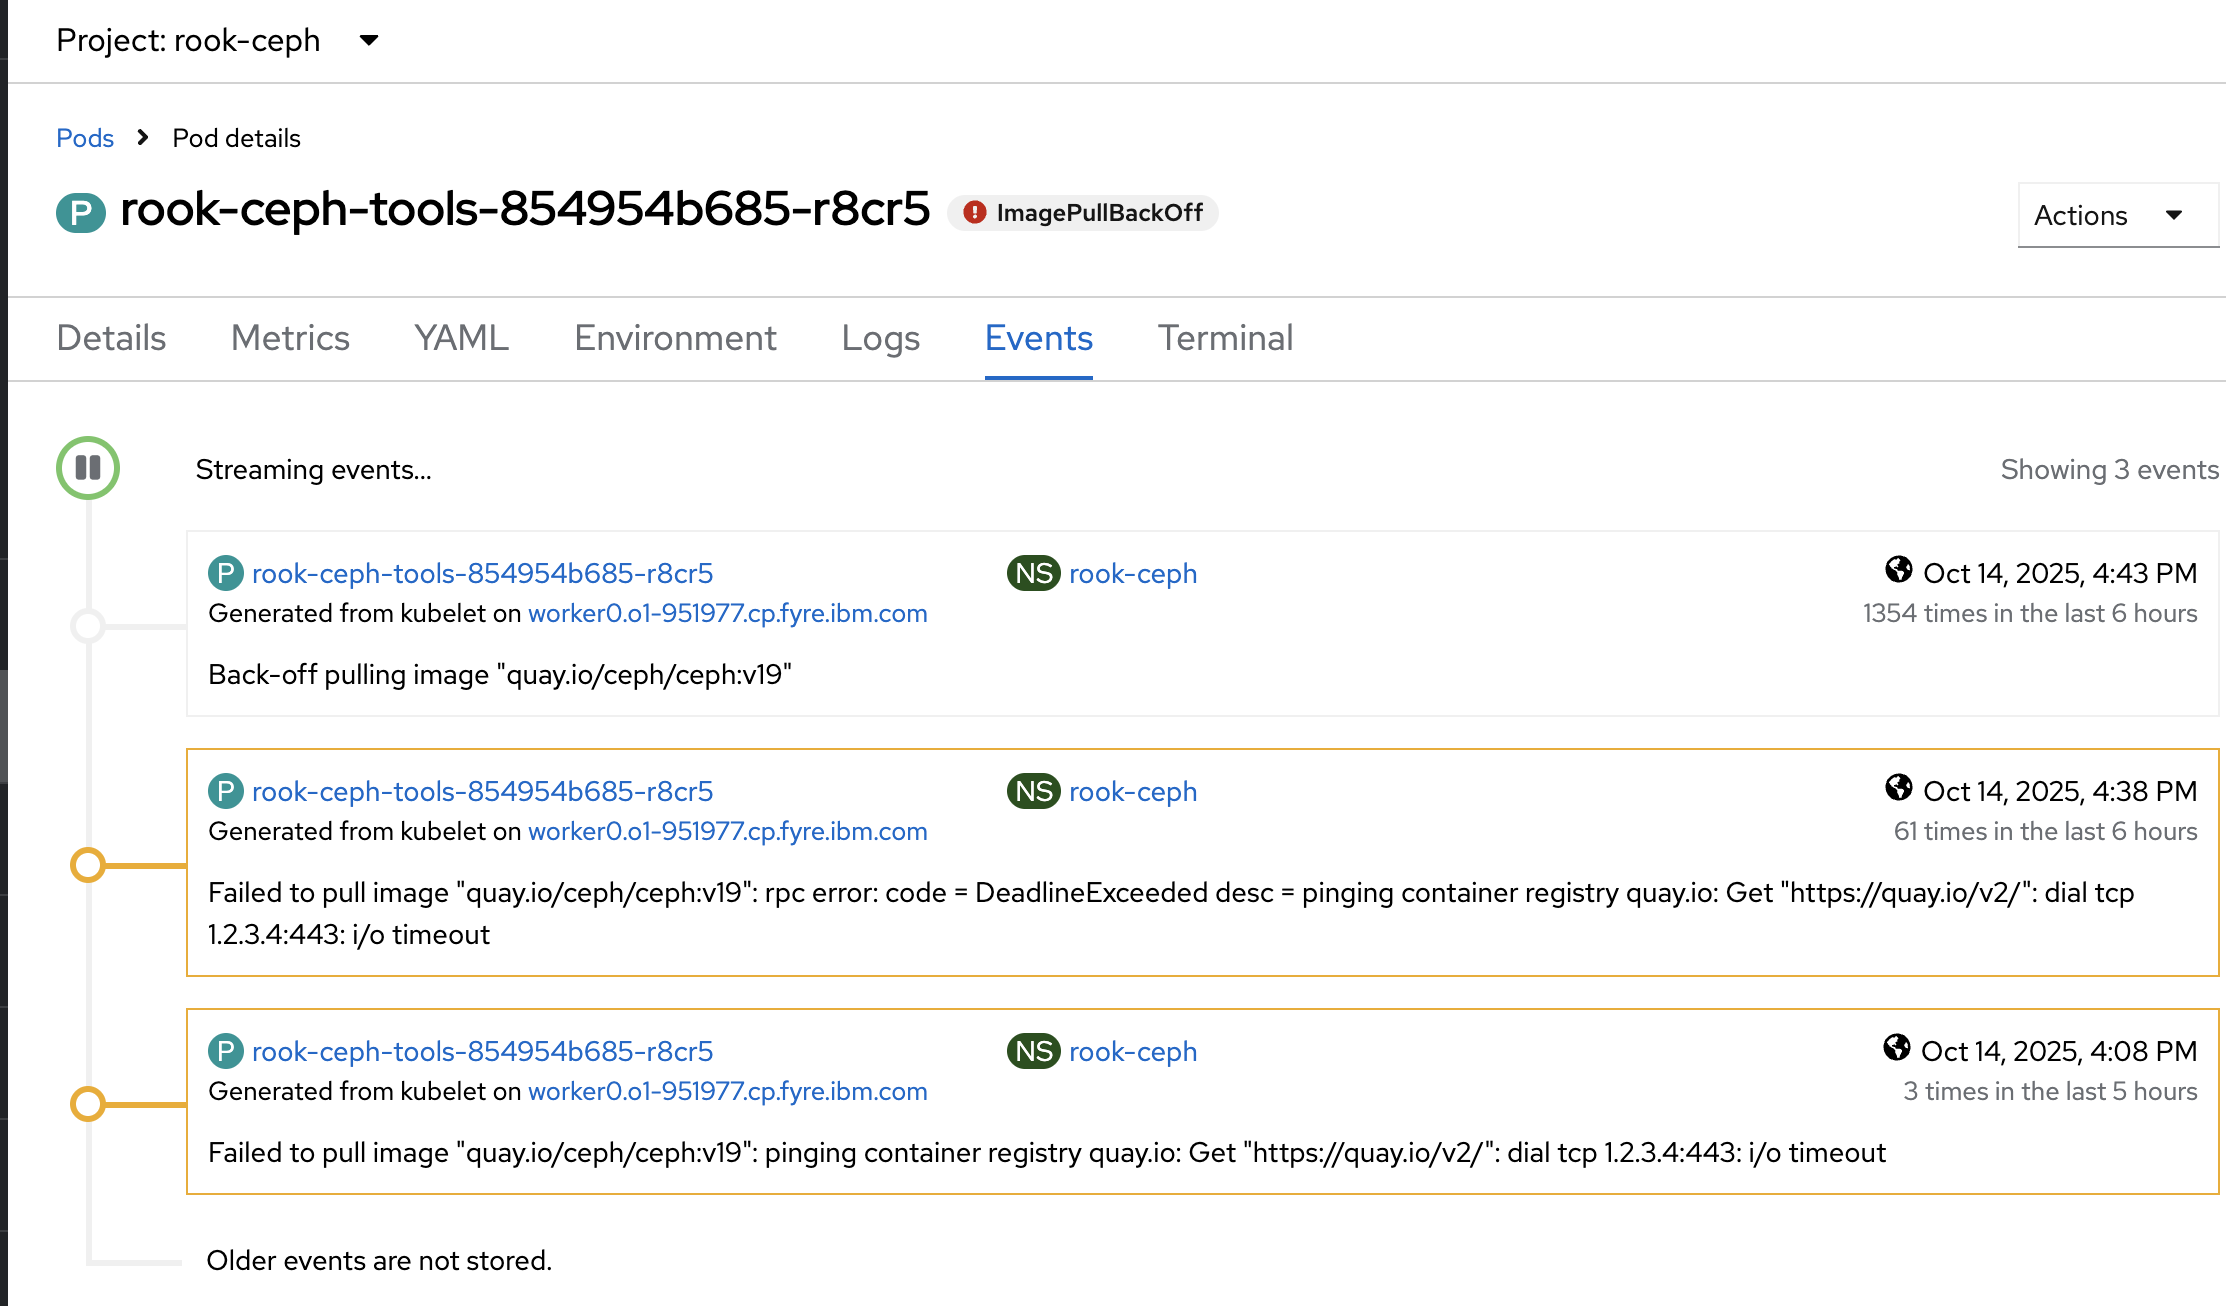 Project: rook-ceph
Pods > Pod details
P rook-ceph-tools-854954b685-r8cr5 ImagePullBackOff
Actions
Details Metrics YAML Environment Logs Events Terminal
Streaming events... Showing 3 events
P rook-ceph-tools-854954b685-r8cr5 NS rook-ceph Oct 14, 2025, 4:43 PM
Generated from kubelet on worker0.o1-951977.cp.fyre.ibm.com 1354 times in the last 6 hours
Back-off pulling image "quay.io/ceph/ceph:v19"
P rook-ceph-tools-854954b685-r8cr5 NS rook-ceph Oct 14, 2025, 4:38 PM
Generated from kubelet on worker0.o1-951977.cp.fyre.ibm.com 61 times in the last 6 hours
Failed to pull image "quay.io/ceph/ceph:v19": rpc error: code = DeadlineExceeded desc = pinging container registry quay.io: Get "https://quay.io/v2/": dial tcp
1.2.3.4:443: i/o timeout
P rook-ceph-tools-854954b685-r8cr5 NS rook-ceph Oct 14, 2025, 4:08 PM
Generated from kubelet on worker0.o1-951977.cp.fyre.ibm.com 3 times in the last 5 hours
Failed to pull image "quay.io/ceph/ceph:v19": pinging container registry quay.io: Get "https://quay.io/v2/": dial tcp 1.2.3.4:443: i/o timeout
Older events are not stored.